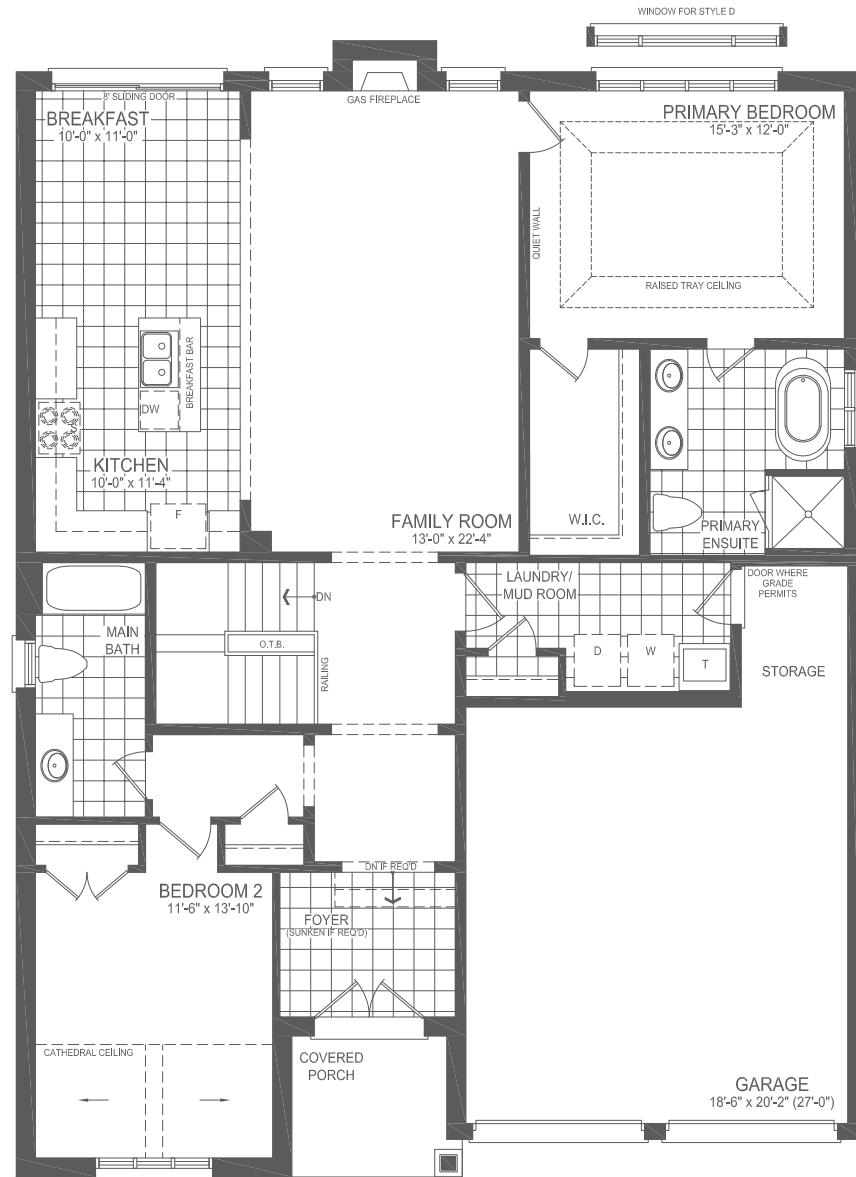 WINDOW FOR STYLE D
8' SLIDING DOOR
BREAKFAST
10'-0" x 11'-0"
GAS FIREPLACE
PRIMARY BEDROOM
15'-3" x 12'-0"
QUIET WALL
RAISED TRAY CEILING
BREAKFAST BAR
DW
KITCHEN
10'-0" x 11'-4"
F
FAMILY ROOM
13'-0" x 22'-4"
W.I.C.
PRIMARY
ENSUITE
MAIN
BATH
DN
O.T.B.
RAILING
LAUNDRY/
MUD ROOM
D
W
T
DOOR WHERE
GRADE
PERMITS
STORAGE
BEDROOM 2
11'-6" x 13'-10"
DN IF REQ'D
FOYER
(SUNKEN IF REQ'D)
CATHEDRAL CEILING
COVERED
PORCH
GARAGE
18'-6" x 20'-2" (27'-0")